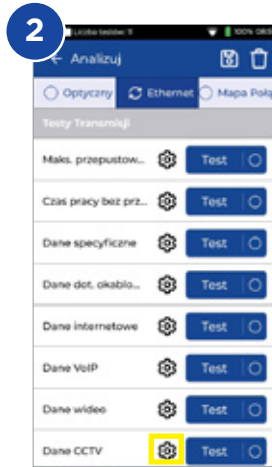 2
Liczba testów: 11
100% 08:5
← Analizuj
Optyczny Ethernet Mapa Połą
Testy Transmisji
Maks. przepustow... Test
Czas pracy bez prz... Test
Dane specyficzne Test
Dane dot. okablo... Test
Dane internetowe Test
Dane VoIP Test
Dane wideo Test
Dane CCTV Test